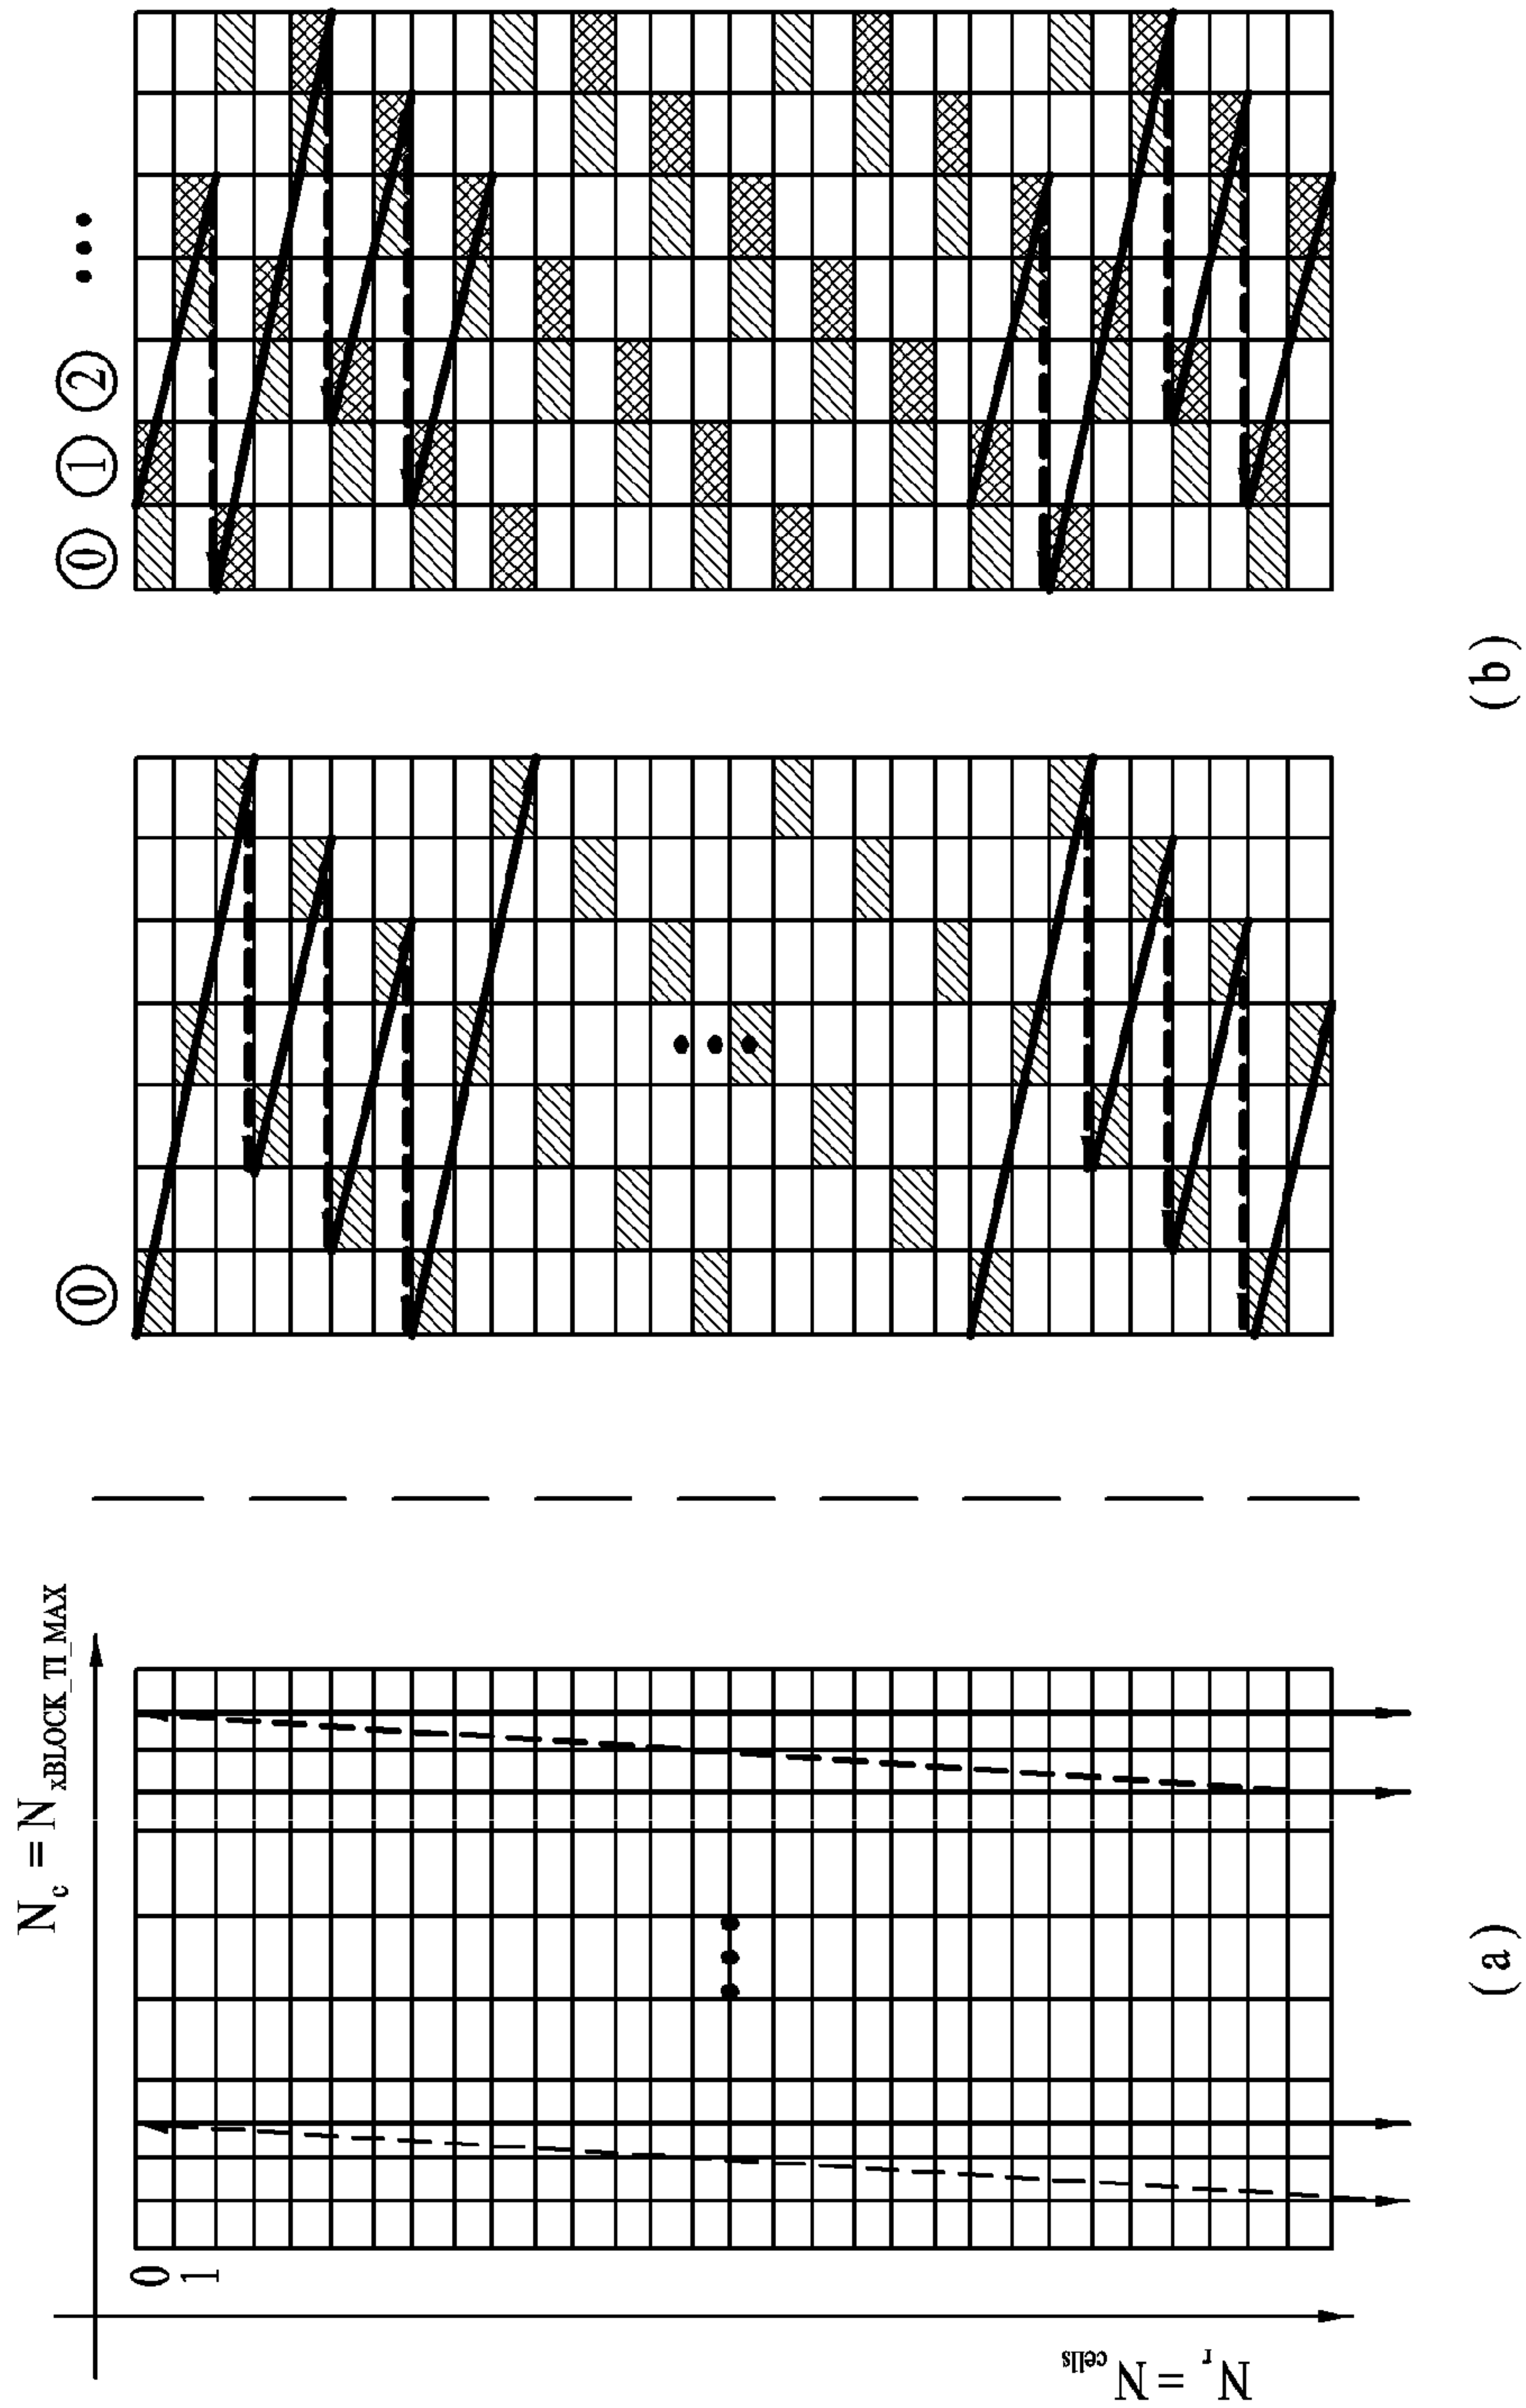 N_c = N_xBLOCK_TI_MAX
0
1
N_r = N_cells
(a)
⓪
⓪ ① ② •••
(b)